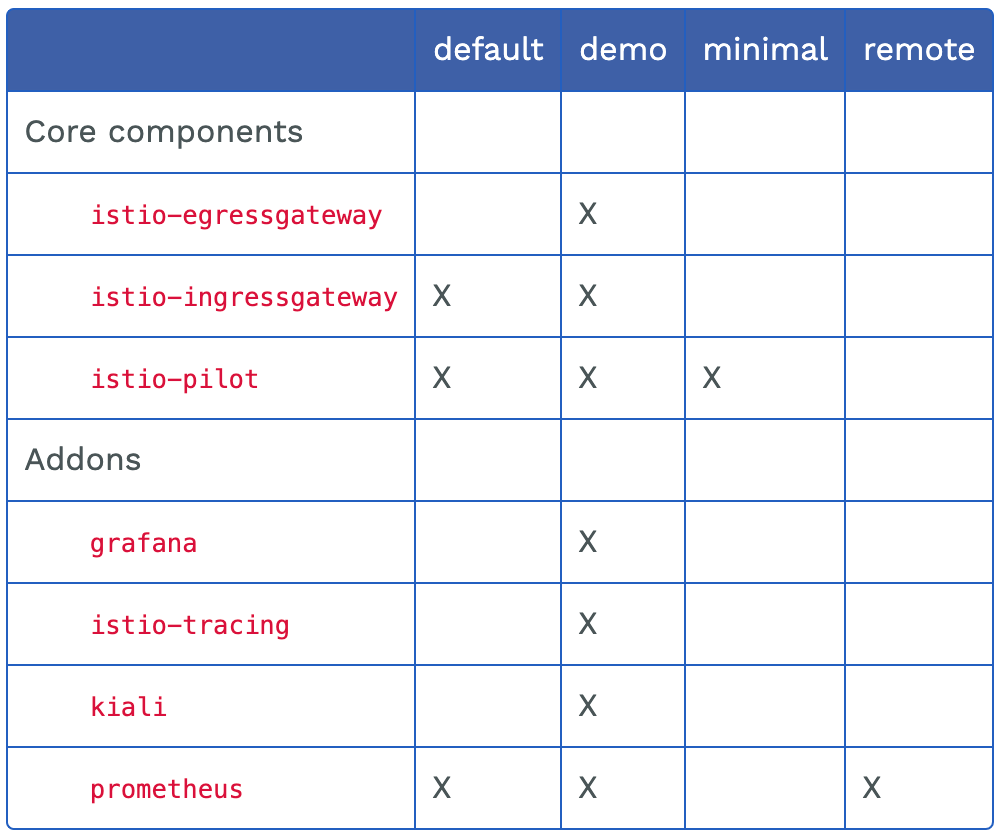 default demo minimal remote
Core components
istio-egressgateway X
istio-ingressgateway X X
istio-pilot X X X
Addons
grafana X
istio-tracing X
kiali X
prometheus X X X